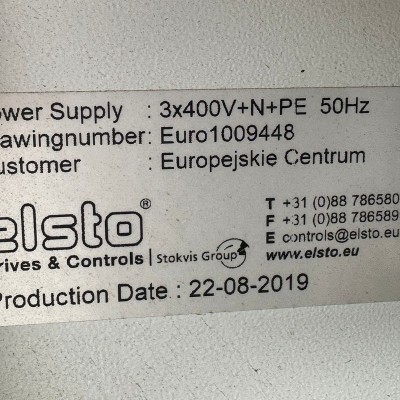 ower Supply : 3x400V+N+PE 50Hz
rawingnumber: Euro1009448
ustomer : Europejskie Centrum
elsto®
rives & Controls | Stokvis Group
T +31 (0)88 786580
F +31 (0)88 786589
E controls@elsto.eu
www.elsto.eu
Production Date : 22-08-2019